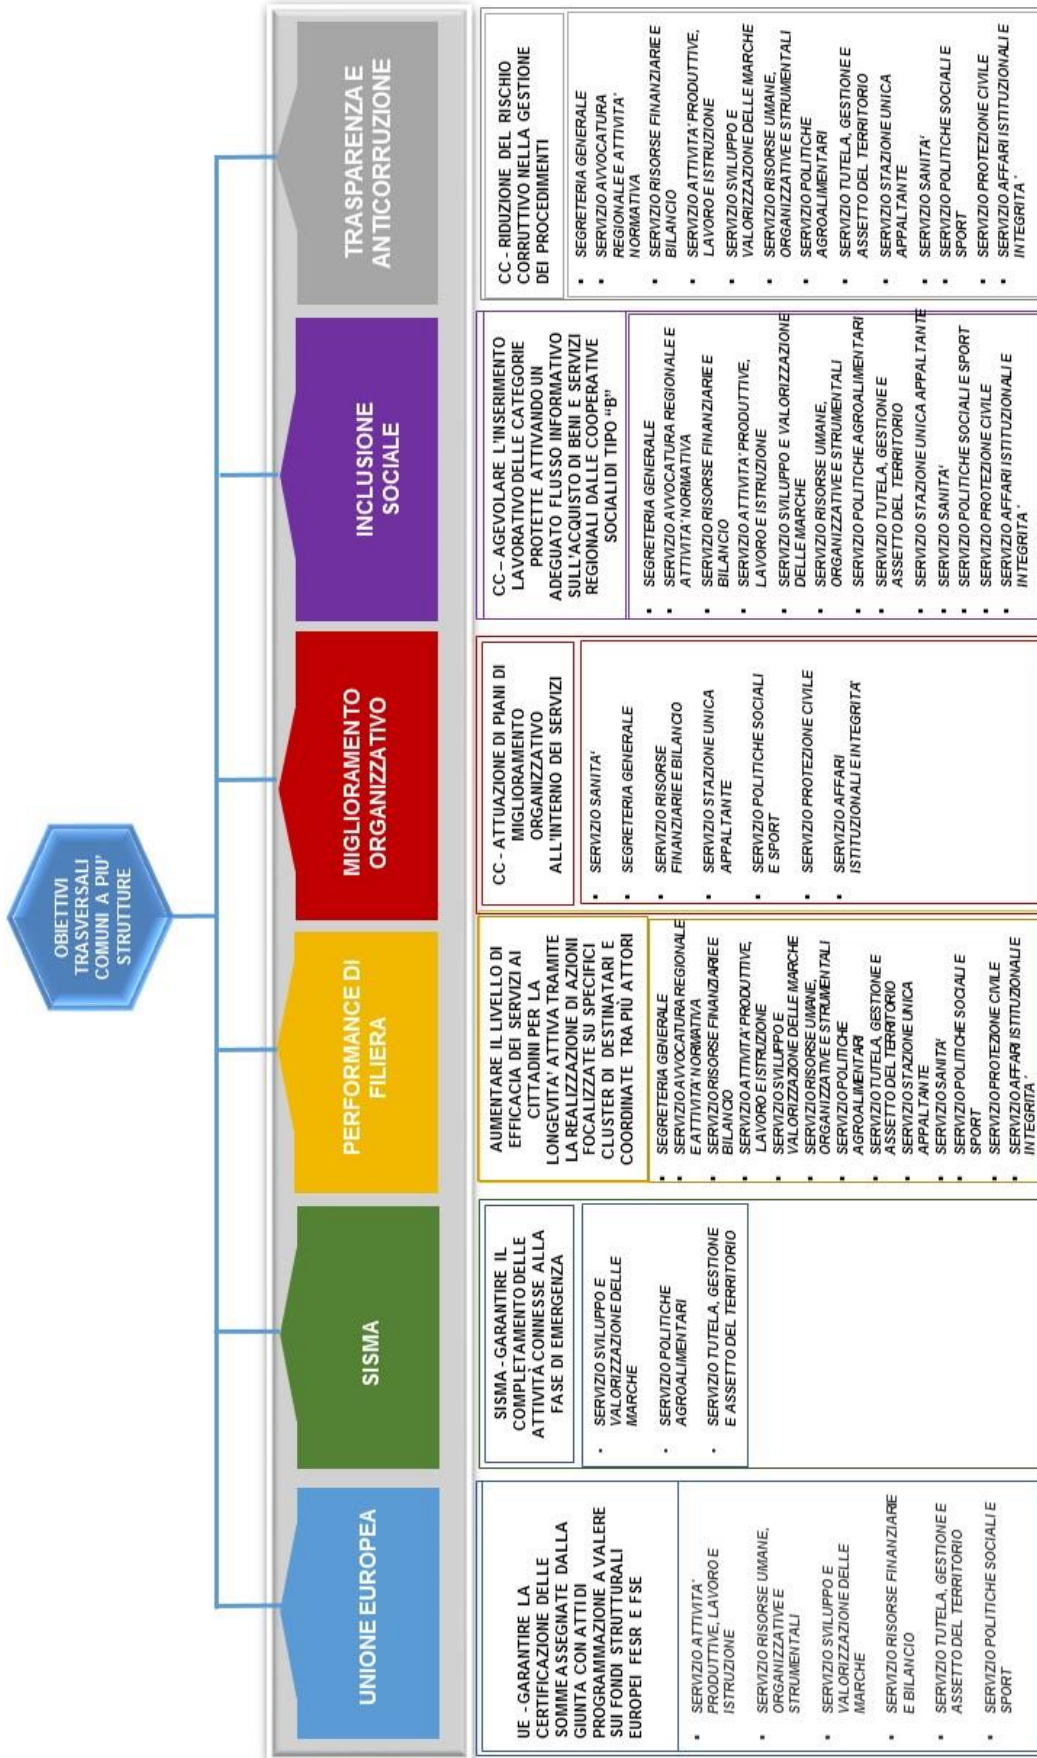 OBIETTIVI
TRASVERSALI
COMUNI A PIU'
STRUTTURE
UNIONE EUROPEA
SISMA
PERFORMANCE DI
FILIERA
MIGLIORAMENTO
ORGANIZZATIVO
INCLUSIONE
SOCIALE
TRASPARENZA E
ANTICORRUZIONE
UE - GARANTIRE LA
CERTIFICAZIONE DELLE
SOMME ASSEGNATE DALLA
GIUNTA CON ATTI DI
PROGRAMMAZIONE A VALERE
SUI FONDI STRUTTURALI
EUROPEI FESR E FSE
▪ SERVIZIO ATTIVITA'
PRODUTTIVE, LAVORO E
ISTRUZIONE
▪ SERVIZIO RISORSE UMANE,
ORGANIZZATIVE E
STRUMENTALI
▪ SERVIZIO SVILUPPO E
VALORIZZAZIONE DELLE
MARCHE
▪ SERVIZIO RISORSE FINANZIARIE
E BILANCIO
▪ SERVIZIO TUTELA, GESTIONE E
ASSETTO DEL TERRITORIO
▪ SERVIZIO POLITICHE SOCIALI E
SPORT
SISMA - GARANTIRE IL
COMPLETAMENTO DELLE
ATTIVITÀ CONNESSE ALLA
FASE DI EMERGENZA
▪ SERVIZIO SVILUPPO E
VALORIZZAZIONE DELLE
MARCHE
▪ SERVIZIO POLITICHE
AGROALIMENTARI
▪ SERVIZIO TUTELA, GESTIONE
E ASSETTO DEL TERRITORIO
AUMENTARE IL LIVELLO DI
EFFICACIA DEI SERVIZI AI
CITTADINI PER LA
LONGEVITA' ATTIVA TRAMITE
LA REALIZZAZIONE DI AZIONI
FOCALIZZATE SU SPECIFICI
CLUSTER DI DESTINATARI E
COORDINATE TRA PIÙ ATTORI
▪ SEGRETERIA GENERALE
▪ SERVIZIO AVVOCATURA REGIONALE
E ATTIVITA' NORMATIVA
▪ SERVIZIO RISORSE FINANZIARIE E
BILANCIO
▪ SERVIZIO ATTIVITA' PRODUTTIVE,
LAVORO E ISTRUZIONE
▪ SERVIZIO SVILUPPO E
VALORIZZAZIONE DELLE MARCHE
▪ SERVIZIO RISORSE UMANE,
ORGANIZZATIVE E STRUMENTALI
▪ SERVIZIO POLITICHE
AGROALIMENTARI
▪ SERVIZIO TUTELA, GESTIONE E
ASSETTO DEL TERRITORIO
▪ SERVIZIO STAZIONE UNICA
APPALTANTE
▪ SERVIZIO SANITA'
▪ SERVIZIO POLITICHE SOCIALI E
SPORT
▪ SERVIZIO PROTEZIONE CIVILE
▪ SERVIZIO AFFARI ISTITUZIONALI E
INTEGRITA'
CC - ATTUAZIONE DI PIANI DI
MIGLIORAMENTO
ORGANIZZATIVO
ALL'INTERNO DEI SERVIZI
▪ SERVIZIO SANITA'
▪ SEGRETERIA GENERALE
▪ SERVIZIO RISORSE
FINANZIARIE E BILANCIO
▪ SERVIZIO STAZIONE UNICA
APPALTANTE
▪ SERVIZIO POLITICHE SOCIALI
E SPORT
▪ SERVIZIO PROTEZIONE CIVILE
▪ SERVIZIO AFFARI
ISTITUZIONALI E INTEGRITA'
CC – AGEVOLARE L'INSERIMENTO
LAVORATIVO DELLE CATEGORIE
PROTETTE ATTIVANDO UN
ADEGUATO FLUSSO INFORMATIVO
SULL'ACQUISTO DI BENI E SERVIZI
REGIONALI DALLE COOPERATIVE
SOCIALI DI TIPO “B”
▪ SEGRETERIA GENERALE
▪ SERVIZIO AVVOCATURA REGIONALE E
ATTIVITA' NORMATIVA
▪ SERVIZIO RISORSE FINANZIARIE E
BILANCIO
▪ SERVIZIO ATTIVITA' PRODUTTIVE,
LAVORO E ISTRUZIONE
▪ SERVIZIO SVILUPPO E VALORIZZAZIONE
DELLE MARCHE
▪ SERVIZIO RISORSE UMANE,
ORGANIZZATIVE E STRUMENTALI
▪ SERVIZIO POLITICHE AGROALIMENTARI
▪ SERVIZIO TUTELA, GESTIONE E
ASSETTO DEL TERRITORIO
▪ SERVIZIO STAZIONE UNICA APPALTANTE
▪ SERVIZIO SANITA'
▪ SERVIZIO POLITICHE SOCIALI E SPORT
▪ SERVIZIO PROTEZIONE CIVILE
▪ SERVIZIO AFFARI ISTITUZIONALI E
INTEGRITA'
CC - RIDUZIONE DEL RISCHIO
CORRUTTIVO NELLA GESTIONE
DEI PROCEDIMENTI
▪ SEGRETERIA GENERALE
▪ SERVIZIO AVVOCATURA
REGIONALE E ATTIVITA'
NORMATIVA
▪ SERVIZIO RISORSE FINANZIARIE E
BILANCIO
▪ SERVIZIO ATTIVITA' PRODUTTIVE,
LAVORO E ISTRUZIONE
▪ SERVIZIO SVILUPPO E
VALORIZZAZIONE DELLE MARCHE
▪ SERVIZIO RISORSE UMANE,
ORGANIZZATIVE E STRUMENTALI
▪ SERVIZIO POLITICHE
AGROALIMENTARI
▪ SERVIZIO TUTELA, GESTIONE E
ASSETTO DEL TERRITORIO
▪ SERVIZIO STAZIONE UNICA
APPALTANTE
▪ SERVIZIO SANITA'
▪ SERVIZIO POLITICHE SOCIALI E
SPORT
▪ SERVIZIO PROTEZIONE CIVILE
▪ SERVIZIO AFFARI ISTITUZIONALI E
INTEGRITA'